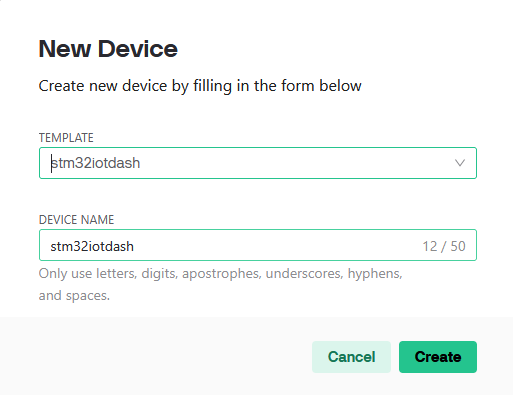 New Device
Create new device by filling in the form below
TEMPLATE
stm32iotdash
DEVICE NAME
stm32iotdash 12 / 50
Only use letters, digits, apostrophes, underscores, hyphens,
and spaces.
Cancel Create